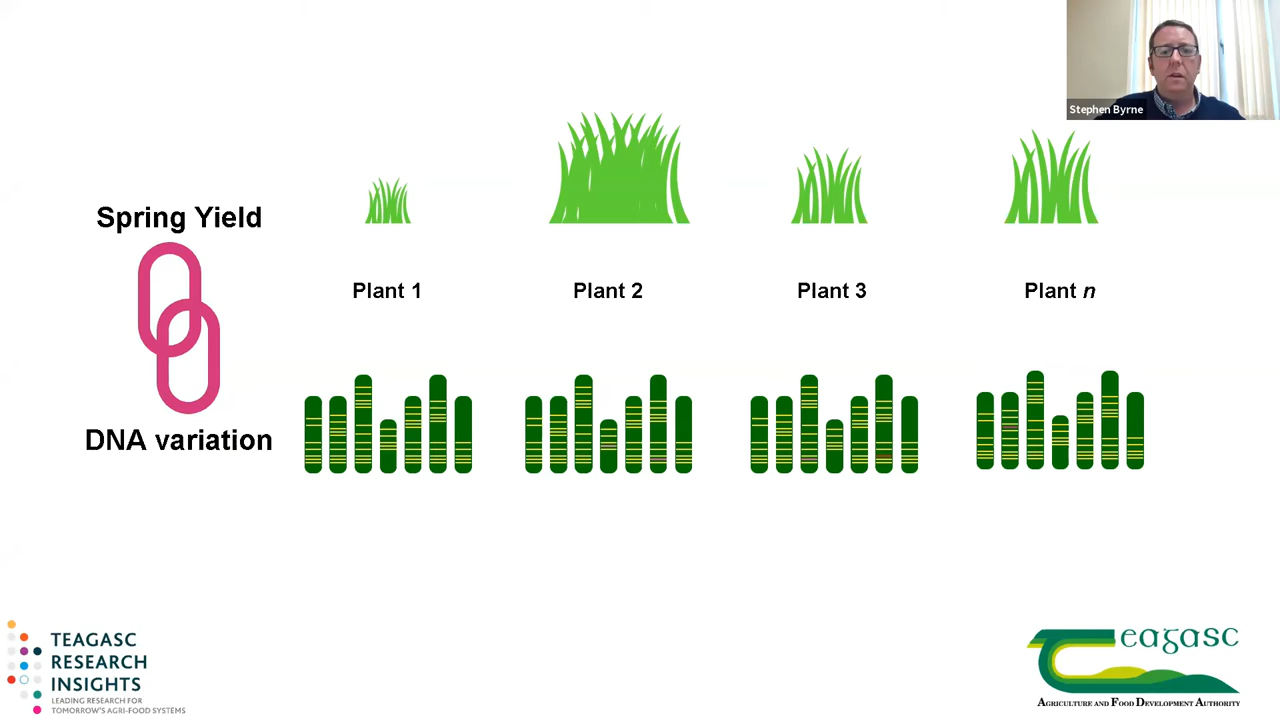 Stephen Byrne
Spring Yield
Plant 1
Plant 2
Plant 3
Plant n
DNA variation
TEAGASC
RESEARCH
INSIGHTS
LEADING RESEARCH FOR
TOMORROW'S AGRI-FOOD SYSTEMS
eagasc
AGRICULTURE AND FOOD DEVELOPMENT AUTHORITY